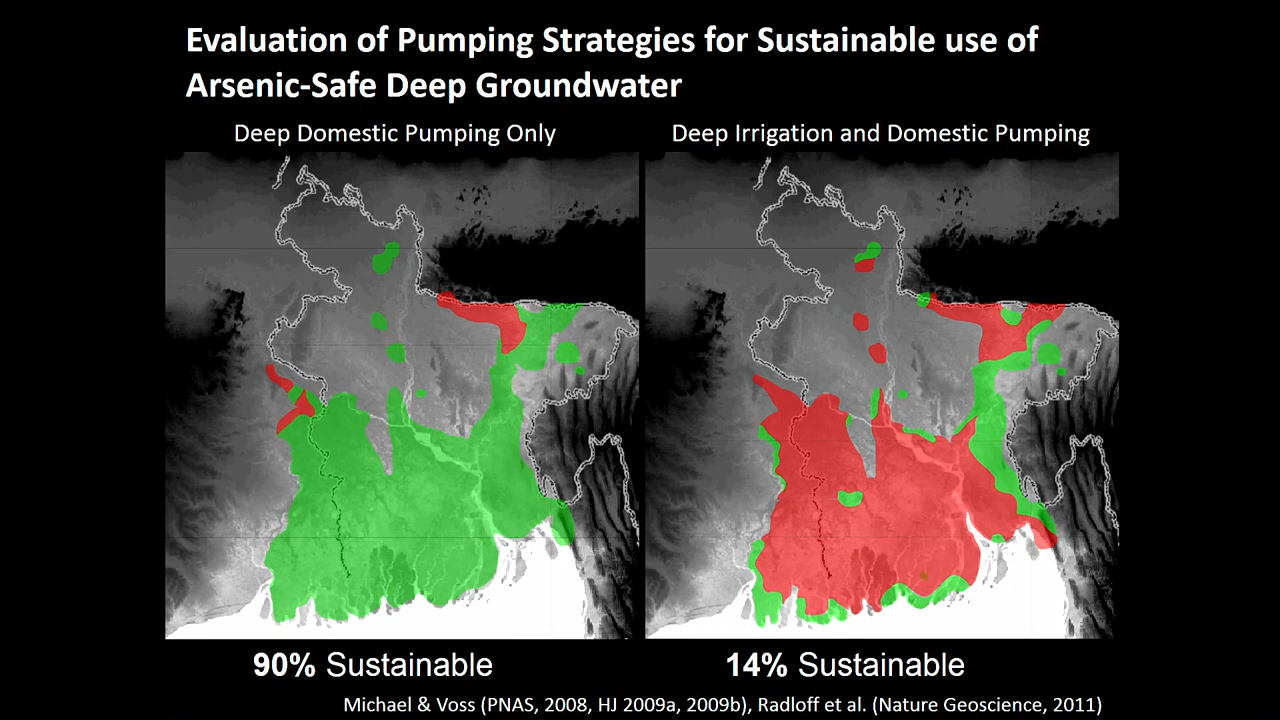 Evaluation of Pumping Strategies for Sustainable use of
Arsenic-Safe Deep Groundwater
Deep Domestic Pumping Only
Deep Irrigation and Domestic Pumping
90% Sustainable
14% Sustainable
Michael & Voss (PNAS, 2008, HJ 2009a, 2009b), Radloff et al. (Nature Geoscience, 2011)